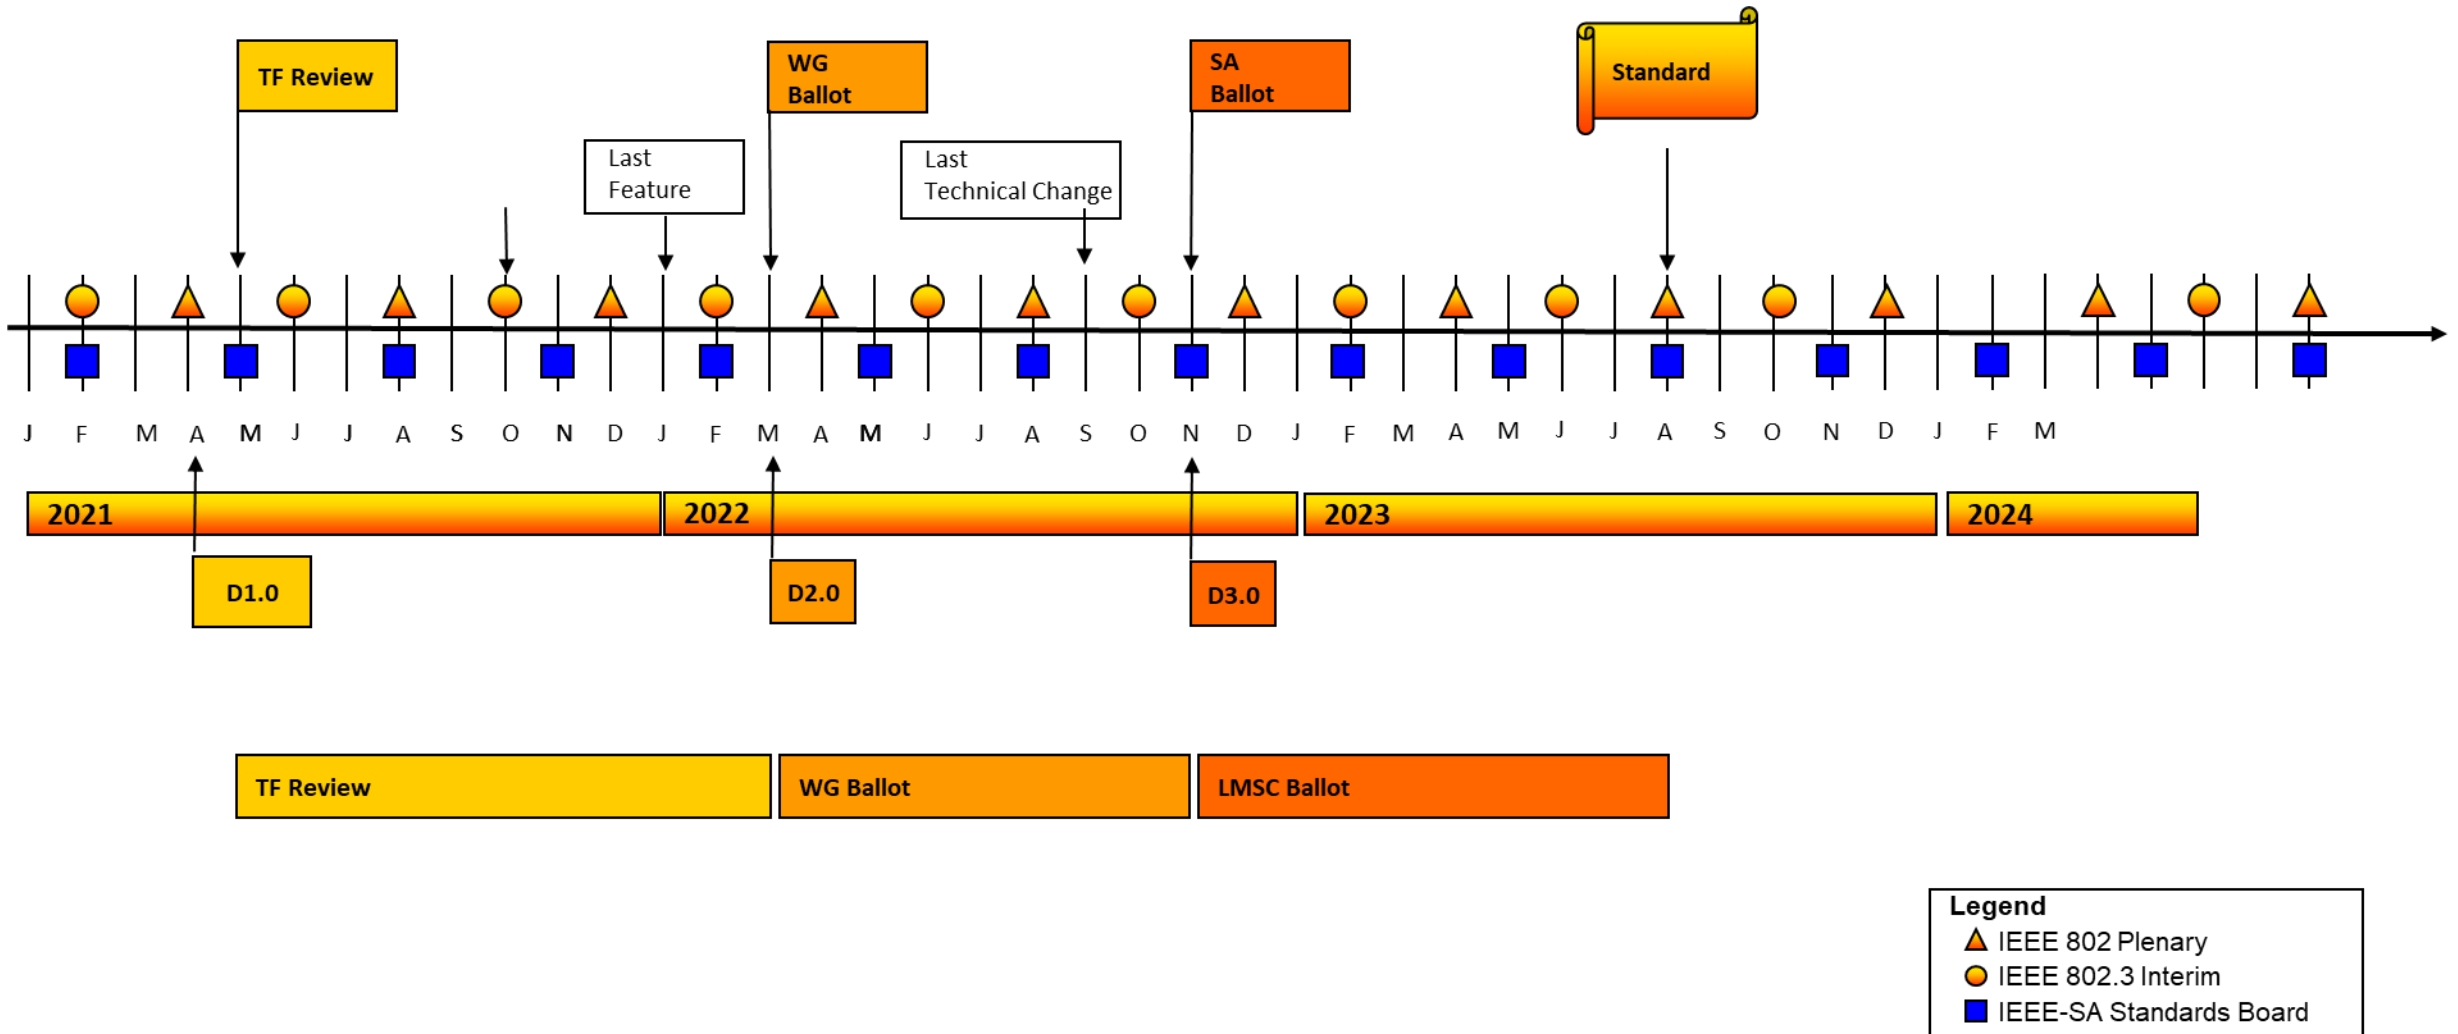 TF Review
WG
Ballot
SA
Ballot
Standard
Last
Feature
Last
Technical Change
J F M A M J J A S O N D J F M A M J J A S O N D J F M A M J J A S O N D J F M
2021 2022 2023 2024
D1.0 D2.0 D3.0
TF Review WG Ballot LMSC Ballot
Legend
IEEE 802 Plenary
IEEE 802.3 Interim
IEEE-SA Standards Board